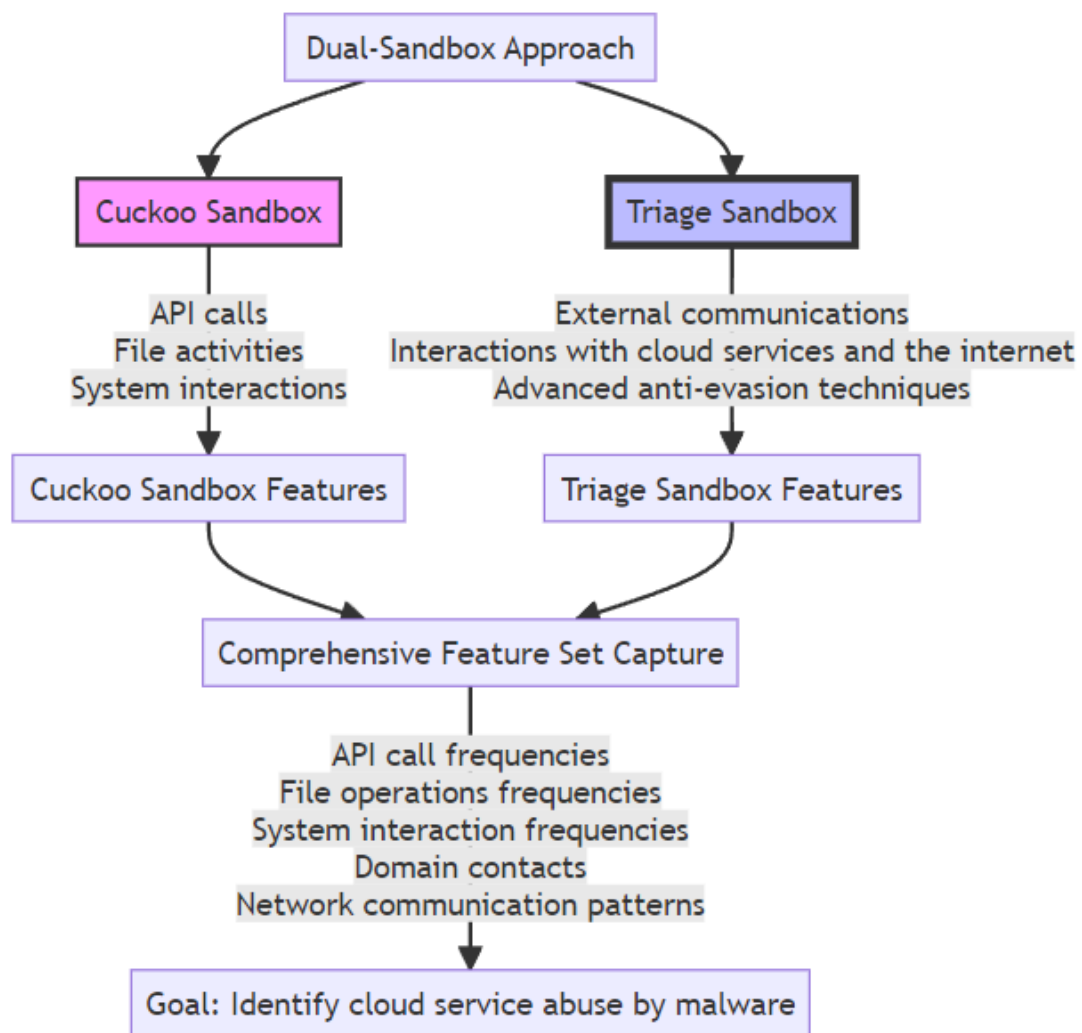 Dual-Sandbox Approach
Cuckoo Sandbox
Triage Sandbox
API calls
File activities
System interactions
External communications
Interactions with cloud services and the internet
Advanced anti-evasion techniques
Cuckoo Sandbox Features
Triage Sandbox Features
Comprehensive Feature Set Capture
API call frequencies
File operations frequencies
System interaction frequencies
Domain contacts
Network communication patterns
Goal: Identify cloud service abuse by malware